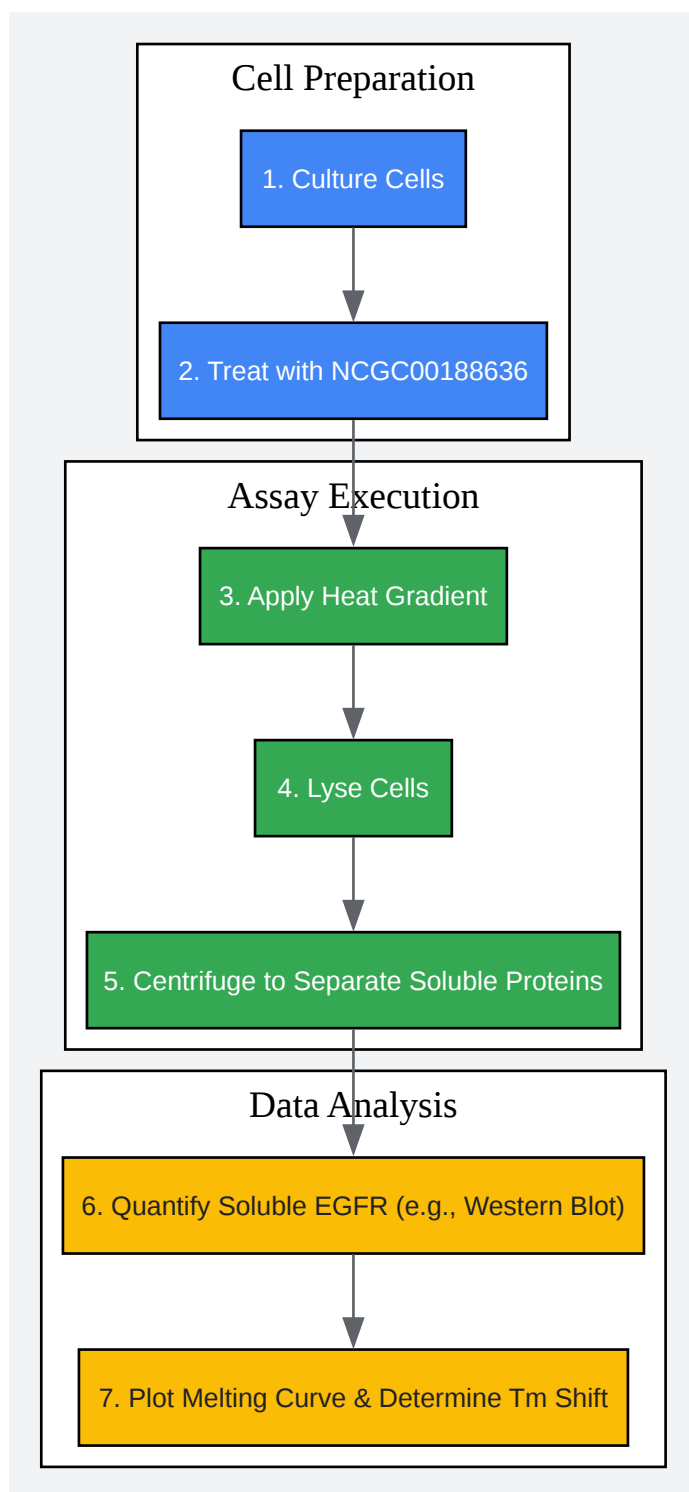 Cell Preparation
1. Culture Cells
2. Treat with NCGC00188636
Assay Execution
3. Apply Heat Gradient
4. Lyse Cells
5. Centrifuge to Separate Soluble Proteins
Data Analysis
6. Quantify Soluble EGFR (e.g., Western Blot)
7. Plot Melting Curve & Determine Tm Shift